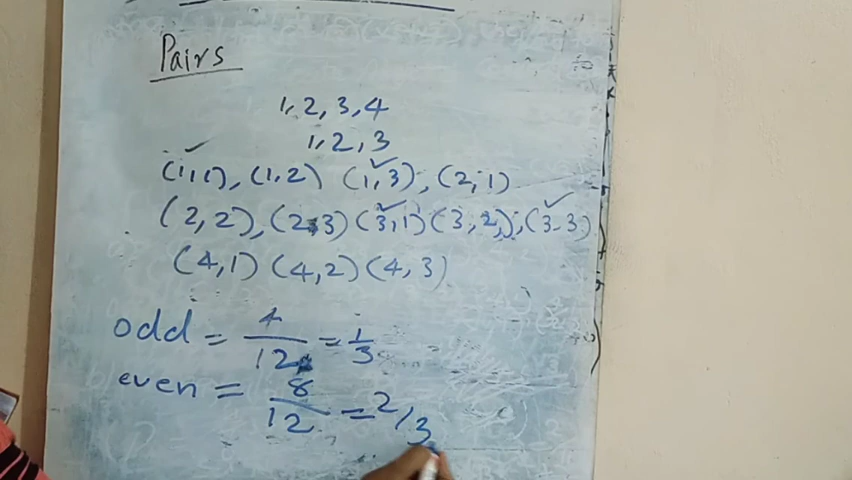 Pairs
1, 2, 3, 4
1, 2, 3
(1,1), (1,2) (1,3), (2,1)
(2,2), (2,3) (3,1) (3,2), (3,3)
(4,1) (4,2) (4,3)
odd = 4/12 = 1/3
even = 8/12 = 2/3